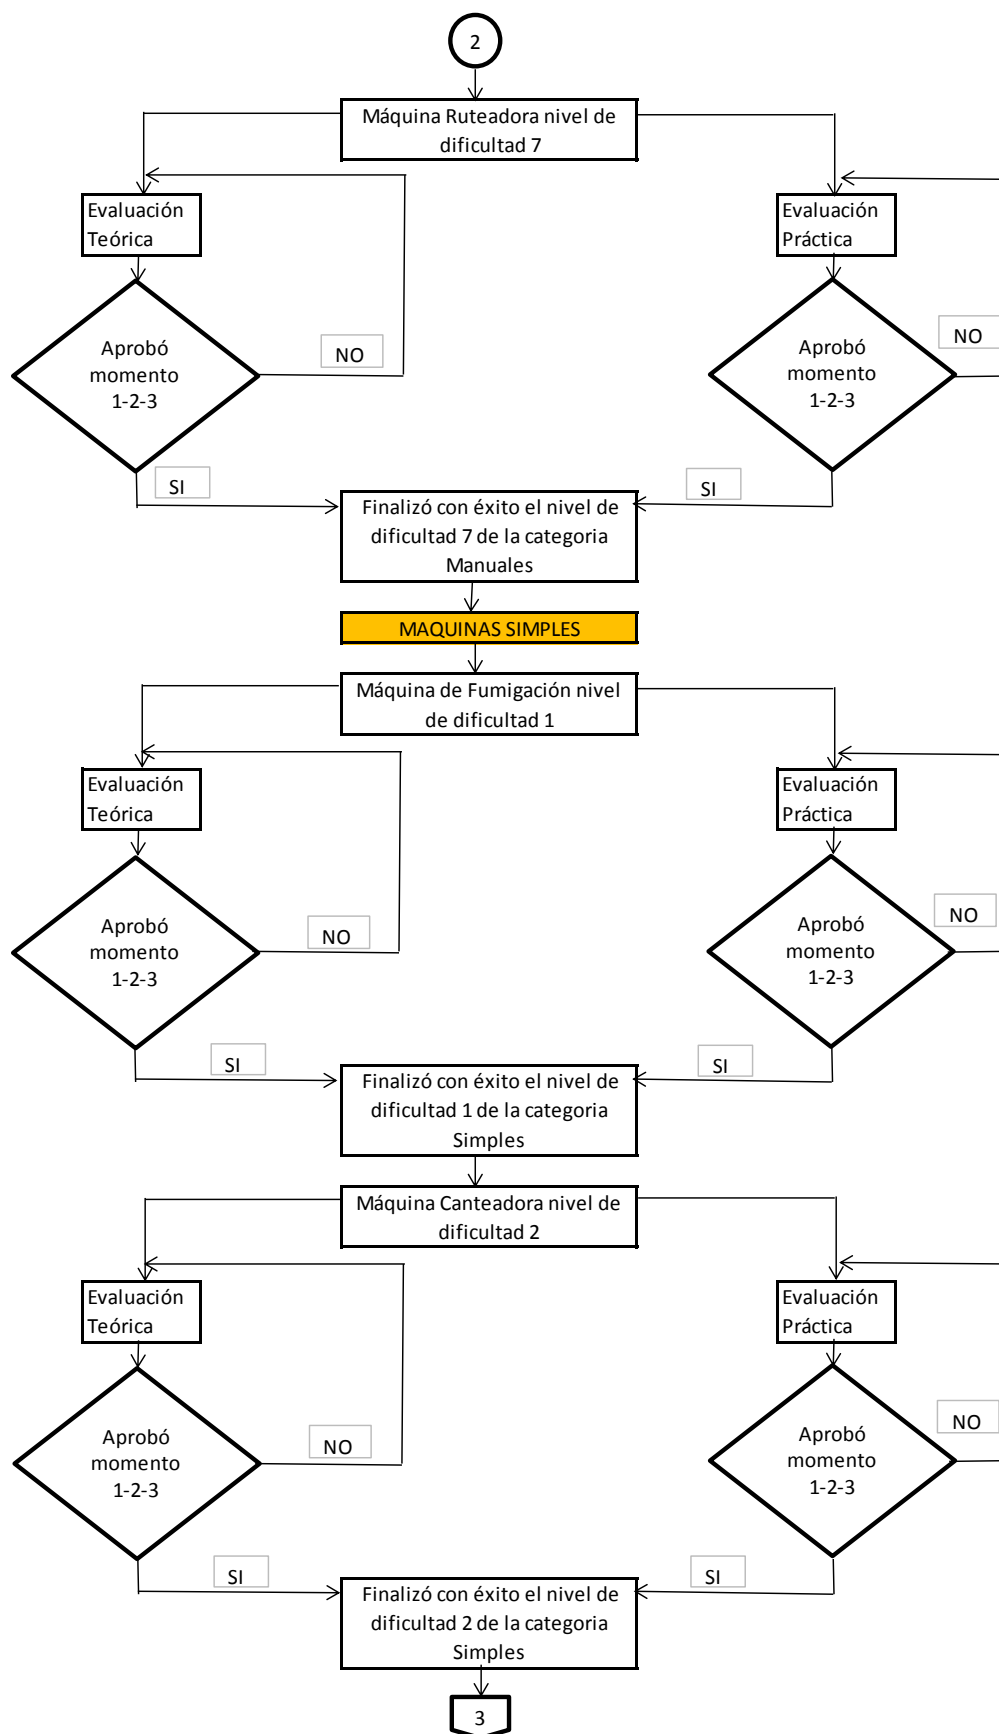 2
Máquina Ruteadora nivel de
dificultad 7
Evaluación
Teórica
Evaluación
Práctica
Aprobó
momento
1-2-3
NO
Aprobó
momento
1-2-3
NO
SI
SI
Finalizó con éxito el nivel de
dificultad 7 de la categoria
Manuales
MAQUINAS SIMPLES
Máquina de Fumigación nivel
de dificultad 1
Evaluación
Teórica
Evaluación
Práctica
Aprobó
momento
1-2-3
NO
Aprobó
momento
1-2-3
NO
SI
SI
Finalizó con éxito el nivel de
dificultad 1 de la categoria
Simples
Máquina Canteadora nivel de
dificultad 2
Evaluación
Teórica
Evaluación
Práctica
Aprobó
momento
1-2-3
NO
Aprobó
momento
1-2-3
NO
SI
SI
Finalizó con éxito el nivel de
dificultad 2 de la categoria
Simples
3